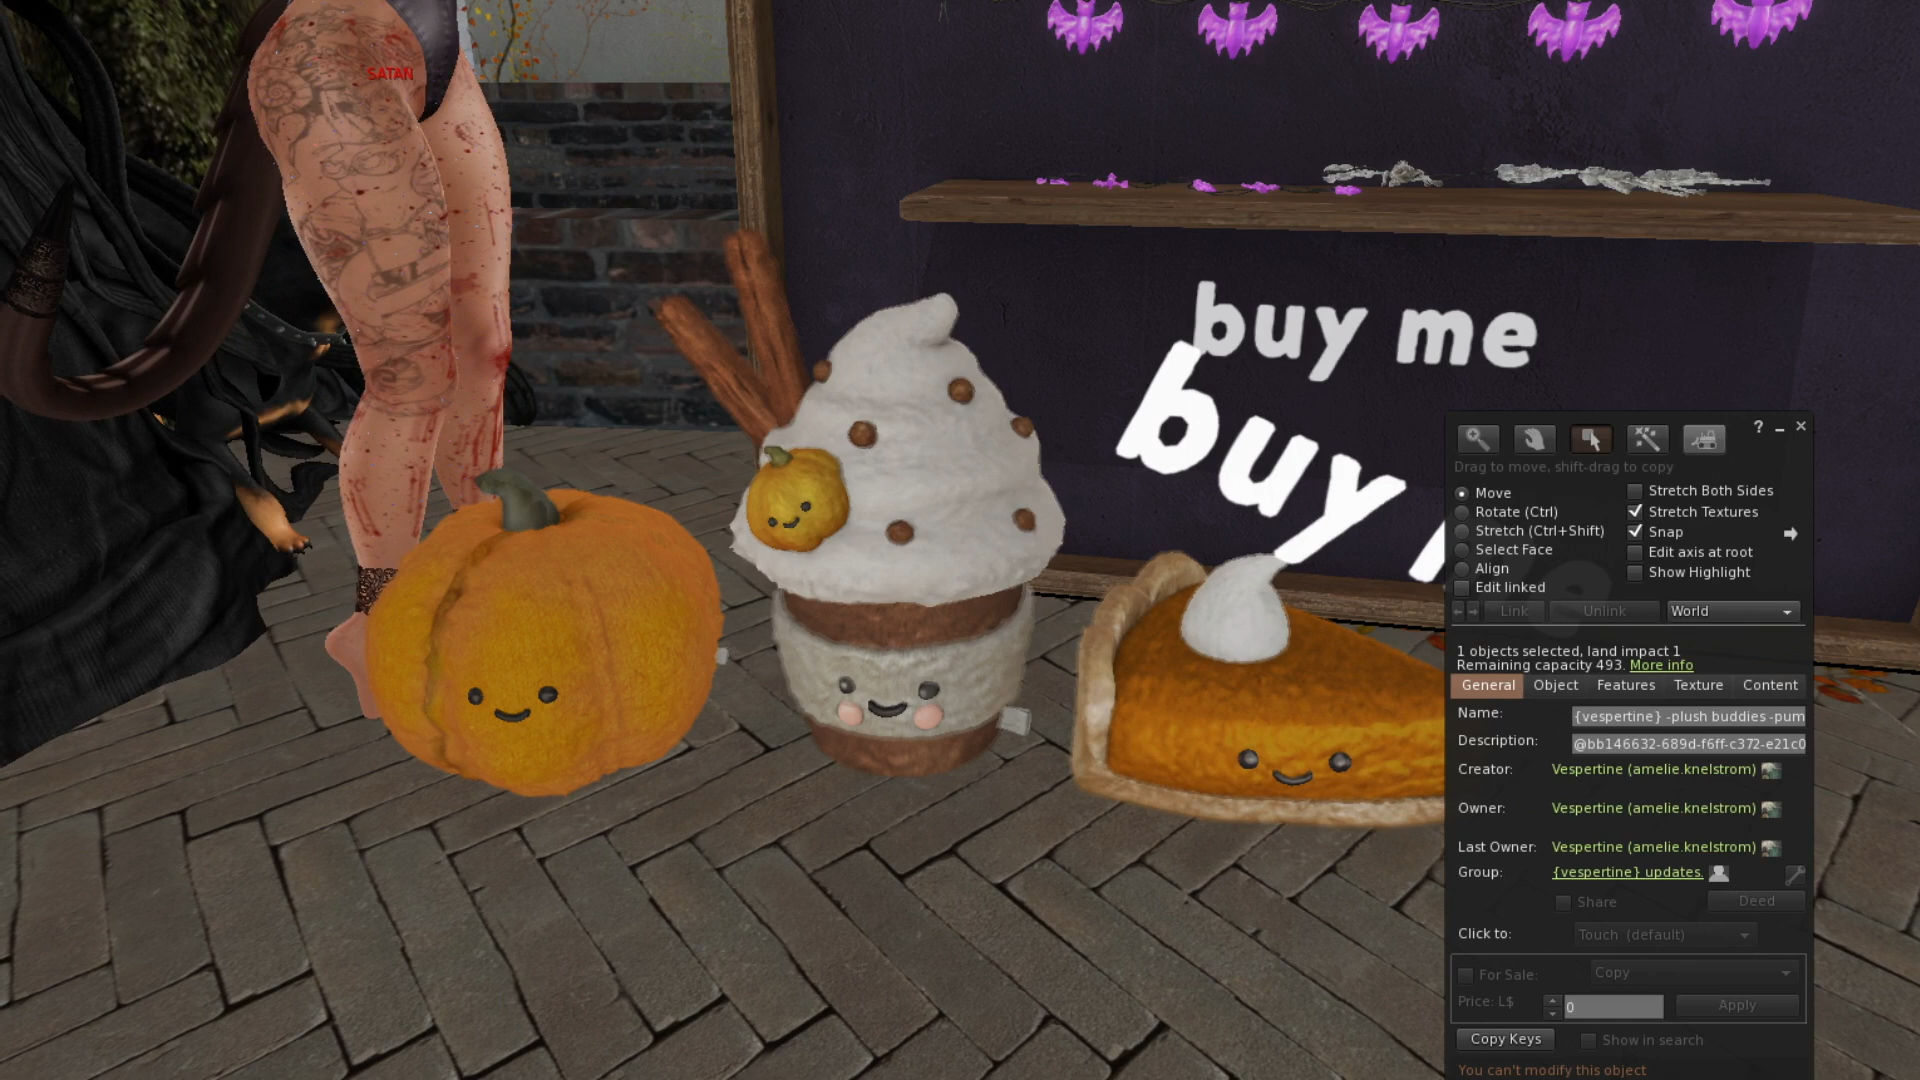 SATAN
buy me
buy
? _ ×
Drag to move, shift-drag to copy
Move
Stretch Both Sides
Rotate (Ctrl)
Stretch Textures
Stretch (Ctrl+Shift)
Snap
Select Face
Edit axis at root
Align
Show Highlight
Edit linked
Link Unlink World
1 objects selected, land impact 1
Remaining capacity 493. More info
General Object Features Texture Content
Name: {vespertine} -plush buddies -pum
Description: @bb146632-689d-f6ff-c372-e21c0
Creator: Vespertine (amelie.knelstrom)
Owner: Vespertine (amelie.knelstrom)
Last Owner: Vespertine (amelie.knelstrom)
Group: {vespertine} updates.
Share Deed
Click to: Touch (default)
For Sale: Copy
Price: L$ 0 Apply
Copy Keys Show in search
You can't modify this object